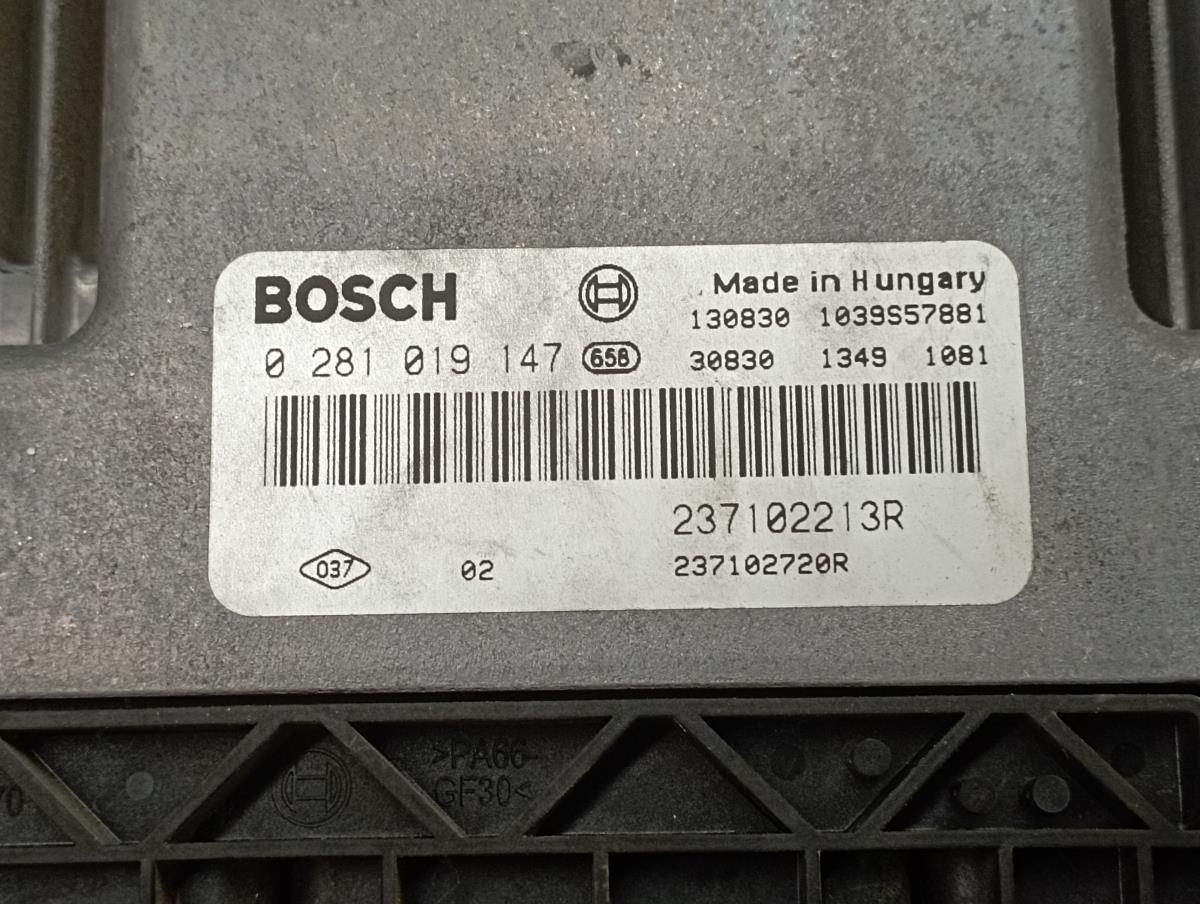 BOSCH
Made in Hungary
130830 1039S57881
0 281 019 147 658
30830 1349 1081
237102213R
037 02 237102720R
>PA66-
GF30<
70